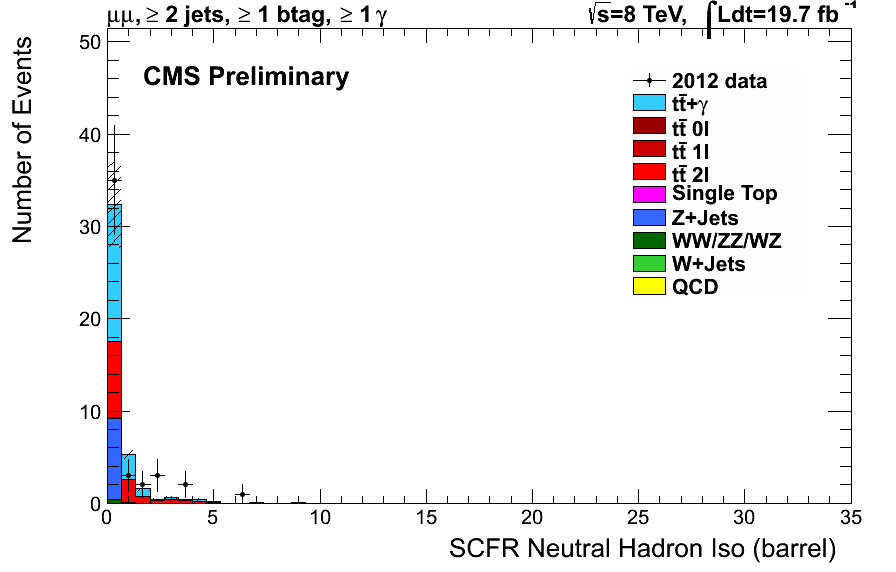 μμ, ≥ 2 jets, ≥ 1 btag, ≥ 1 γ
√s=8 TeV, ∫Ldt=19.7 fb⁻¹
CMS Preliminary
2012 data
tt̄+γ
tt̄ 0l
tt̄ 1l
tt̄ 2l
Single Top
Z+Jets
WW/ZZ/WZ
W+Jets
QCD
Number of Events
50
40
30
20
10
0
0 5 10 15 20 25 30 35
SCFR Neutral Hadron Iso (barrel)